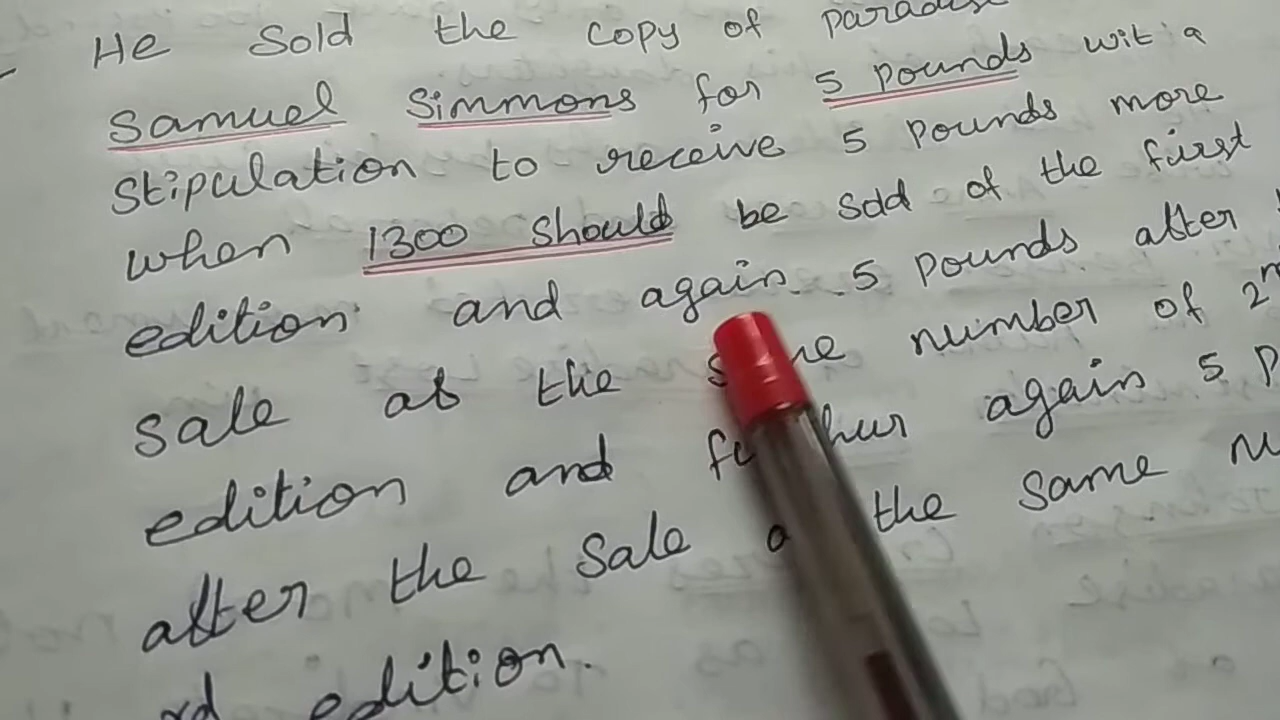 He Sold the copy of paradise
Samuel Simmons for 5 pounds wit a
Stipulation to receive 5 pounds more
when 1300 should be sold of the first
edition and again 5 pounds after
sale at the number of
edition and again 5
after the sale the same
rd edition.